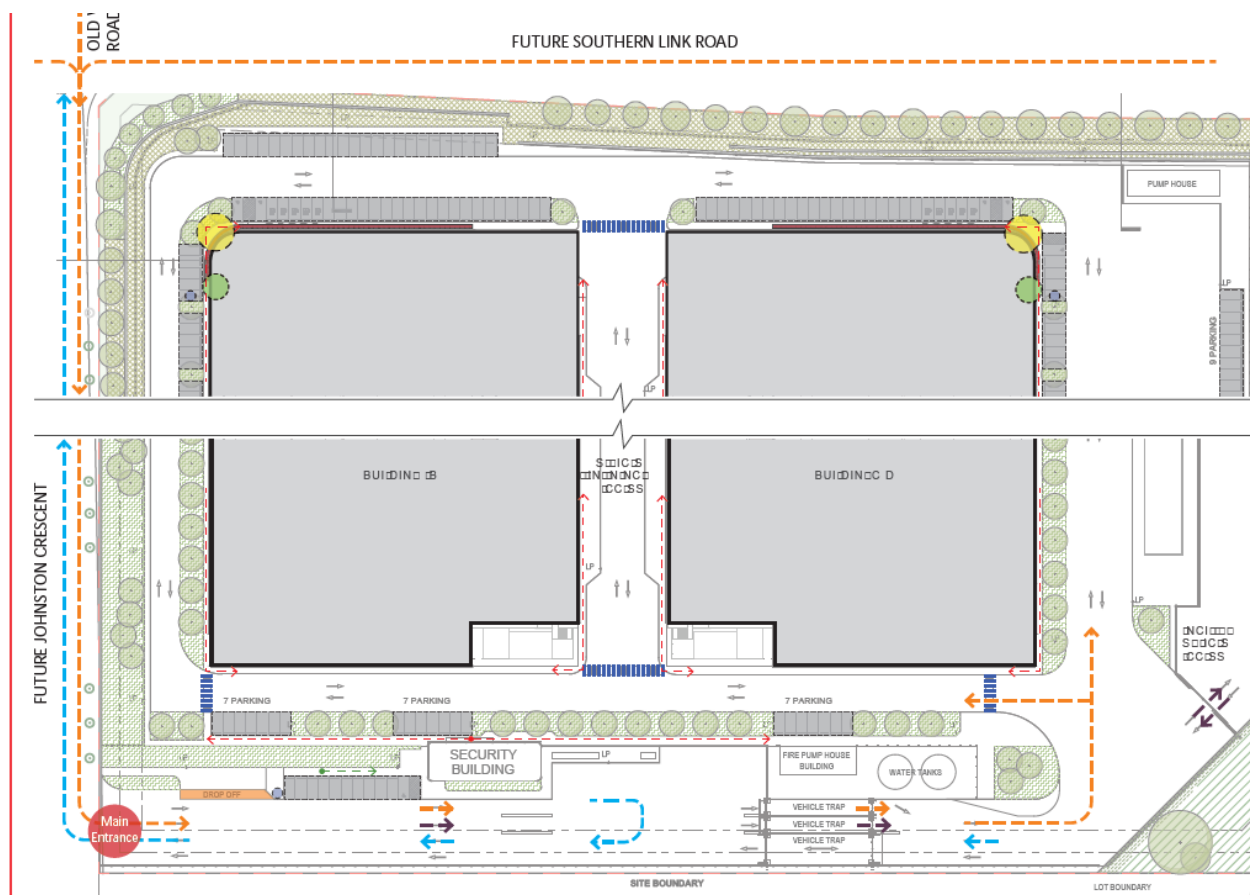 OLD
ROAD
FUTURE SOUTHERN LINK ROAD
PUMP HOUSE
LP
9 PARKING
LP
FUTURE JOHNSTON CRESCENT
LP
LP
7 PARKING
7 PARKING
7 PARKING
SECURITY
BUILDING
LP
FIRE PUMP HOUSE
BUILDING
WATER TANKS
DROP OFF
Main
Entrance
VEHICLE TRAP
VEHICLE TRAP
VEHICLE TRAP
SITE BOUNDARY
LOT BOUNDARY